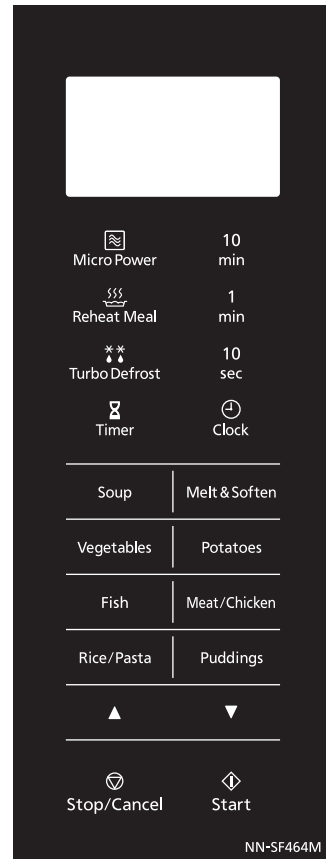 Micro Power
10
min
Reheat Meal
1
min
Turbo Defrost
10
sec
Timer
Clock
Soup
Melt & Soften
Vegetables
Potatoes
Fish
Meat/Chicken
Rice/Pasta
Puddings
Stop/Cancel
Start
NN-SF464M